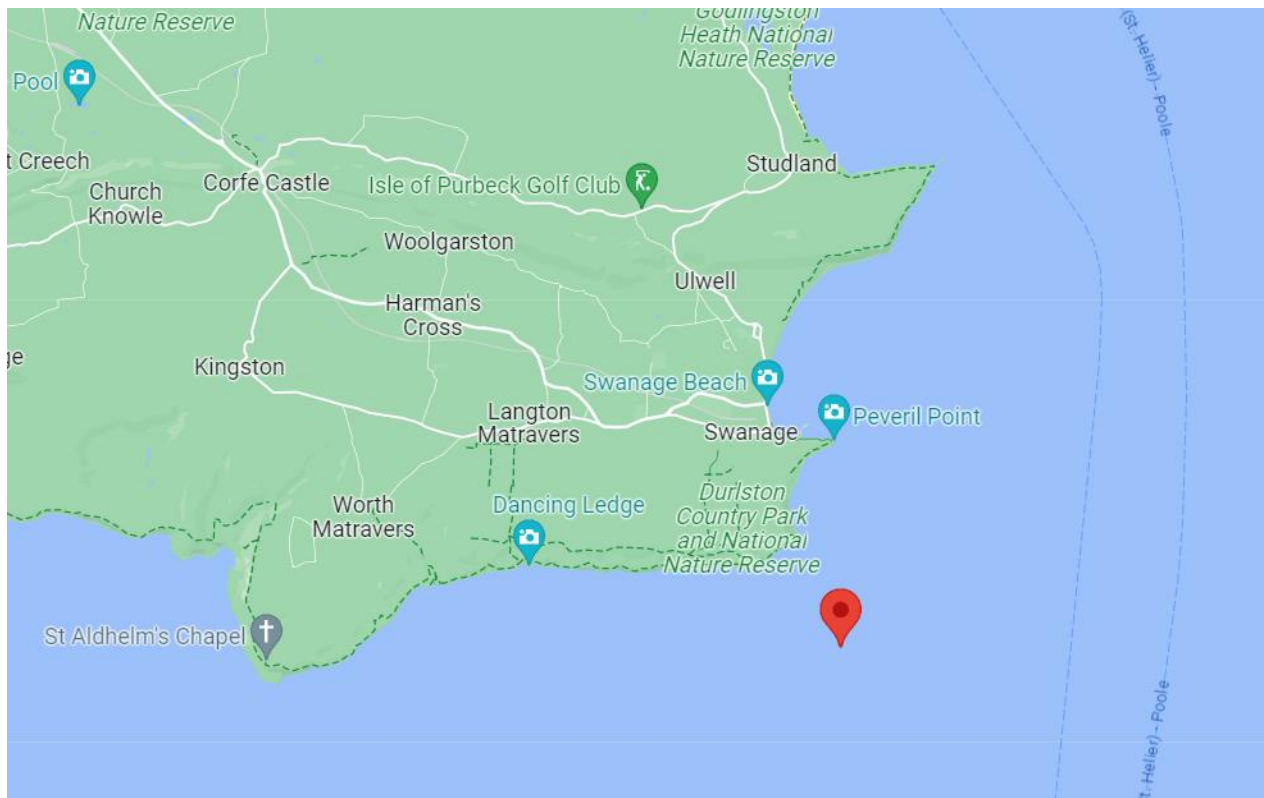 Nature Reserve
Godlingston
Heath National
Nature Reserve
(St. Helier) - Poole
Pool
t Creech
Church
Knowle
Corfe Castle
Isle of Purbeck Golf Club
Studland
Woolgarston
Ulwell
Harman's
Cross
ge
Kingston
Swanage Beach
Langton
Matravers
Swanage
Peveril Point
Worth
Matravers
Dancing Ledge
Durlston
Country Park
and National
Nature Reserve
St Aldhelm's Chapel
t. Helier) - Poole